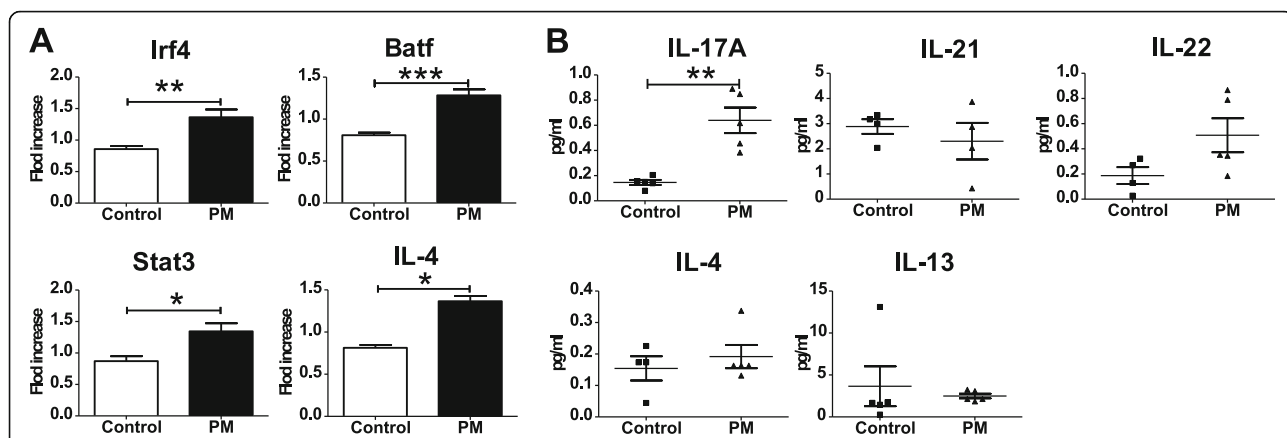 A
Irf4
**
Flod increase
2.0
1.5
1.0
0.5
0.0
Control PM
Batf
***
Flod increase
1.5
1.0
0.5
0.0
Control PM
Stat3
*
Flod increase
2.0
1.5
1.0
0.5
0.0
Control PM
IL-4
*
Flod increase
1.5
1.0
0.5
0.0
Control PM
B
IL-17A
**
pg/ml
1.0
0.8
0.6
0.4
0.2
0.0
Control PM
IL-21
pg/ml
5
4
3
2
1
0
Control PM
IL-22
pg/ml
1.0
0.8
0.6
0.4
0.2
0.0
Control PM
IL-4
pg/ml
0.4
0.3
0.2
0.1
0.0
Control PM
IL-13
pg/ml
15
10
5
0
Control PM